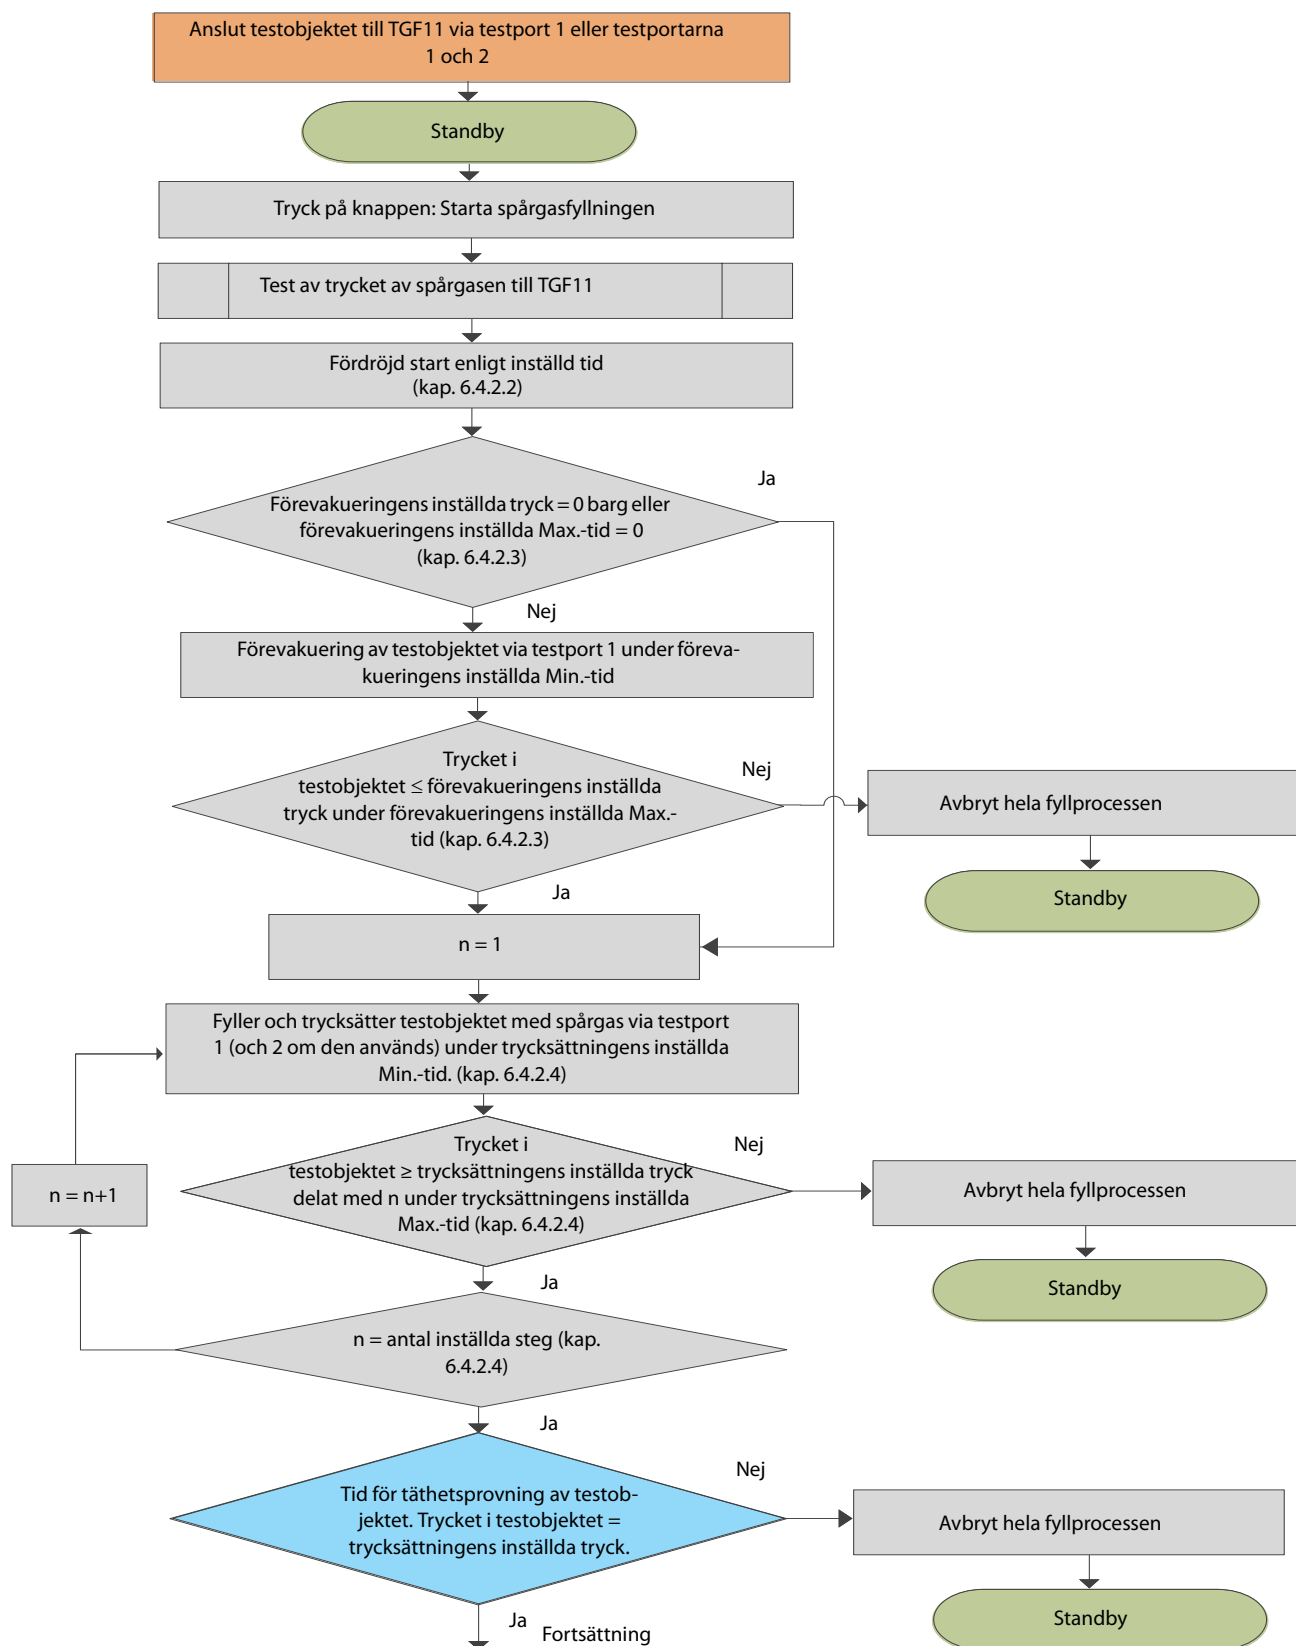 Anslut testobjektet till TGF11 via testport 1 eller testportarna
1 och 2
Standby
Tryck på knappen: Starta spårgasfyllningen
Test av trycket av spårgasen till TGF11
Fördröjd start enligt inställd tid
(kap. 6.4.2.2)
Ja
Förevakueringens inställda tryck = 0 barg eller
förevakueringens inställda Max.-tid = 0
(kap. 6.4.2.3)
Nej
Förevakuering av testobjektet via testport 1 under föreva-
kueringens inställda Min.-tid
Trycket i
testobjektet ≤ förevakueringens inställda
tryck under förevakueringens inställda Max.-
tid (kap. 6.4.2.3)
Nej
Avbryt hela fyllprocessen
Standby
Ja
n = 1
Fyller och trycksätter testobjektet med spårgas via testport
1 (och 2 om den används) under trycksättningens inställda
Min.-tid. (kap. 6.4.2.4)
Trycket i
testobjektet ≥ trycksättningens inställda tryck
delat med n under trycksättningens inställda
Max.-tid (kap. 6.4.2.4)
Nej
Avbryt hela fyllprocessen
Standby
n = n+1
Ja
n = antal inställda steg (kap.
6.4.2.4)
Ja
Tid för täthetsprovning av testob-
jektet. Trycket i testobjektet =
trycksättningens inställda tryck.
Nej
Avbryt hela fyllprocessen
Standby
Ja
Fortsättning